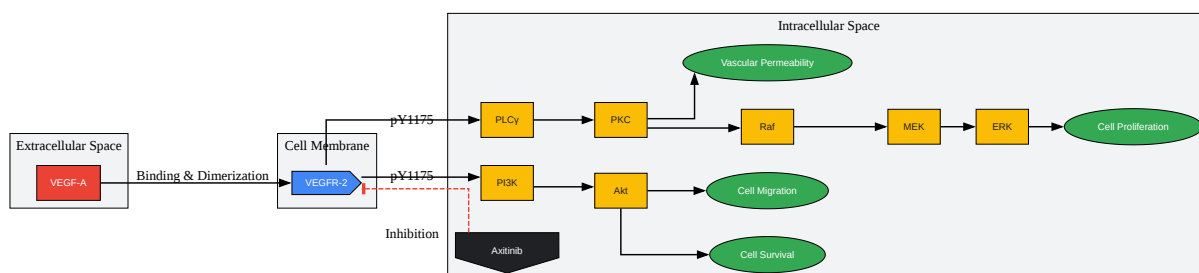 Intracellular Space
Vascular Permeability
pY1175
PLCγ
PKC
Raf
MEK
ERK
Cell Proliferation
Extracellular Space
Cell Membrane
VEGF-A
Binding & Dimerization
VEGFR-2
pY1175
PI3K
Akt
Cell Migration
Inhibition
Axitinib
Cell Survival